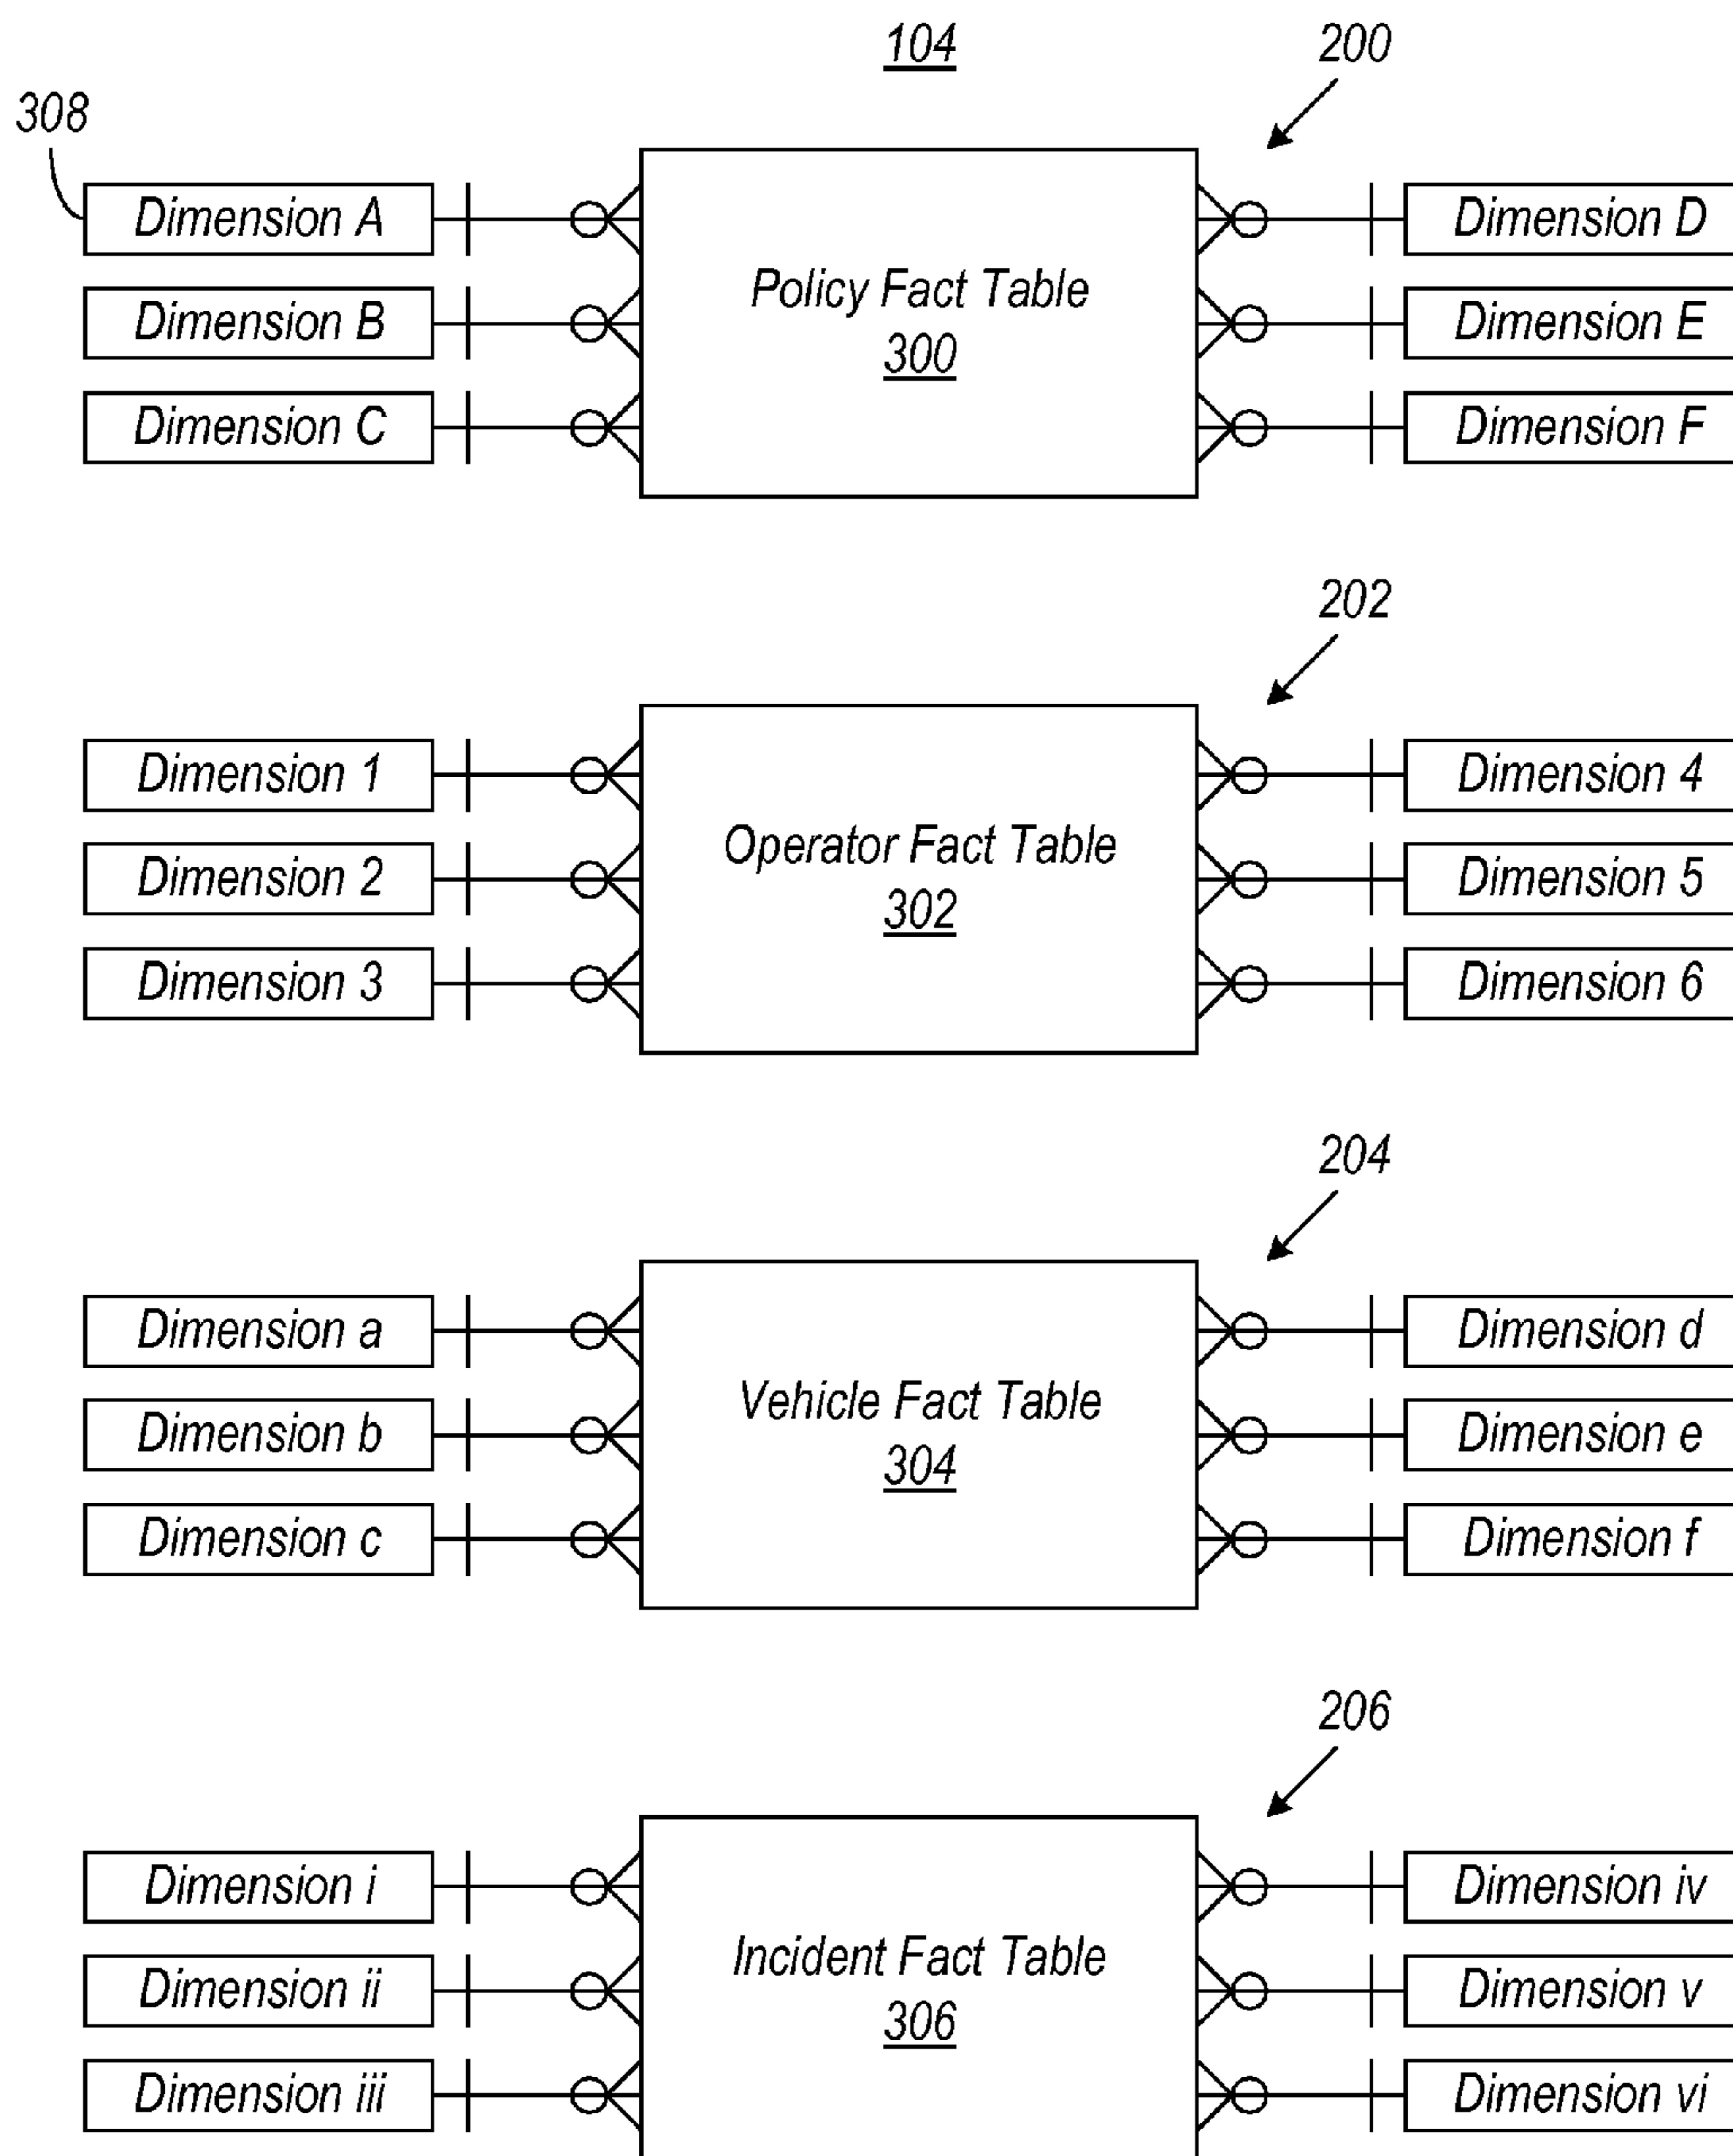 104
200
308
Dimension A
Dimension B
Dimension C
Policy Fact Table
300
Dimension D
Dimension E
Dimension F
202
Dimension 1
Dimension 2
Dimension 3
Operator Fact Table
302
Dimension 4
Dimension 5
Dimension 6
204
Dimension a
Dimension b
Dimension c
Vehicle Fact Table
304
Dimension d
Dimension e
Dimension f
206
Dimension i
Dimension ii
Dimension iii
Incident Fact Table
306
Dimension iv
Dimension v
Dimension vi